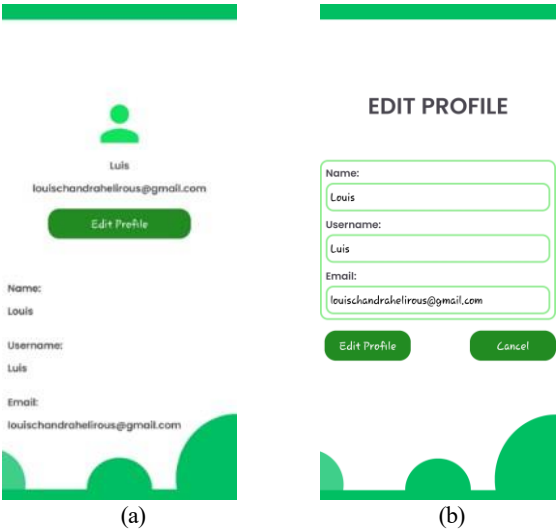 Luis
louischandrahelirous@gmail.com
Edit Profile
Name:
Louis
Username:
Luis
Email:
louischandrahelirous@gmail.com
(a)
EDIT PROFILE
Name:
Louis
Username:
Luis
Email:
louischandrahelirous@gmail.com
Edit Profile
Cancel
(b)